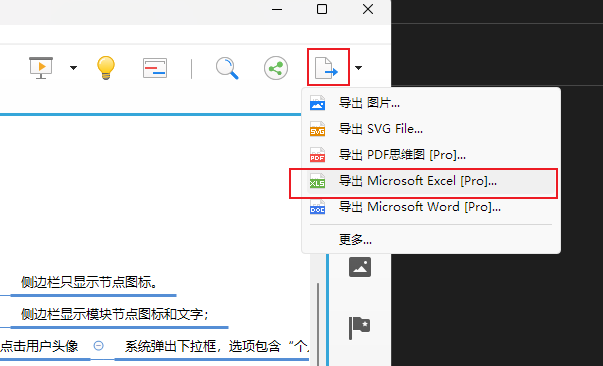 导出 图片...
SVG 导出 SVG File...
PDF 导出 PDF思维图 [Pro]...
XLS 导出 Microsoft Excel [Pro]...
DOC 导出 Microsoft Word [Pro]...
更多...
侧边栏只显示节点图标。
侧边栏显示模块节点图标和文字；
点击用户头像 系统弹出下拉框，选项包含“个